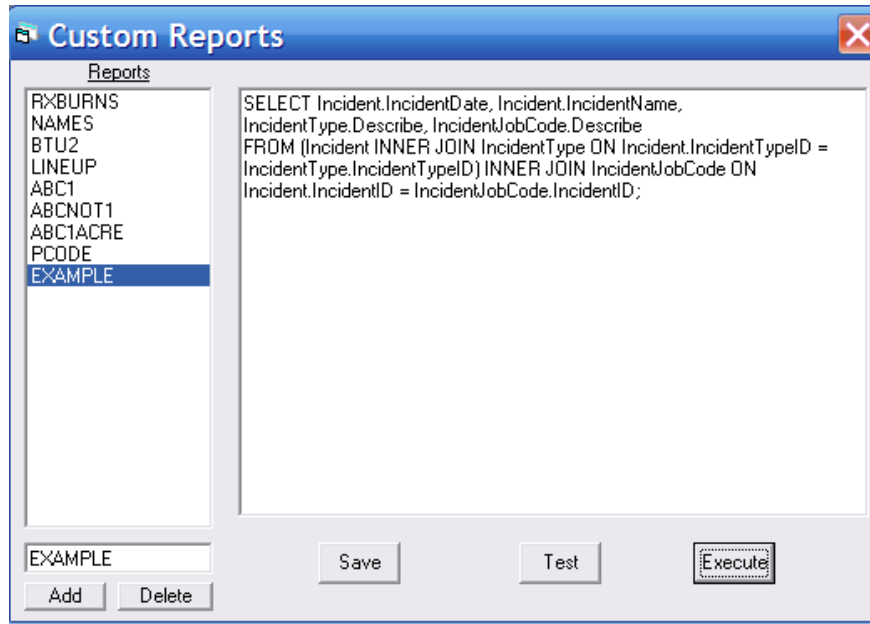 Custom Reports
Reports
RXBURNS
NAMES
BTU2
LINEUP
ABC1
ABCNOT1
ABC1ACRE
PCODE
EXAMPLE
SELECT Incident.IncidentDate, Incident.IncidentName,
IncidentType.Describe, IncidentJobCode.Describe
FROM (Incident INNER JOIN IncidentType ON Incident.IncidentTypeID =
IncidentType.IncidentTypeID) INNER JOIN IncidentJobCode ON
Incident.IncidentID = IncidentJobCode.IncidentID;
EXAMPLE
Add
Delete
Save
Test
Execute